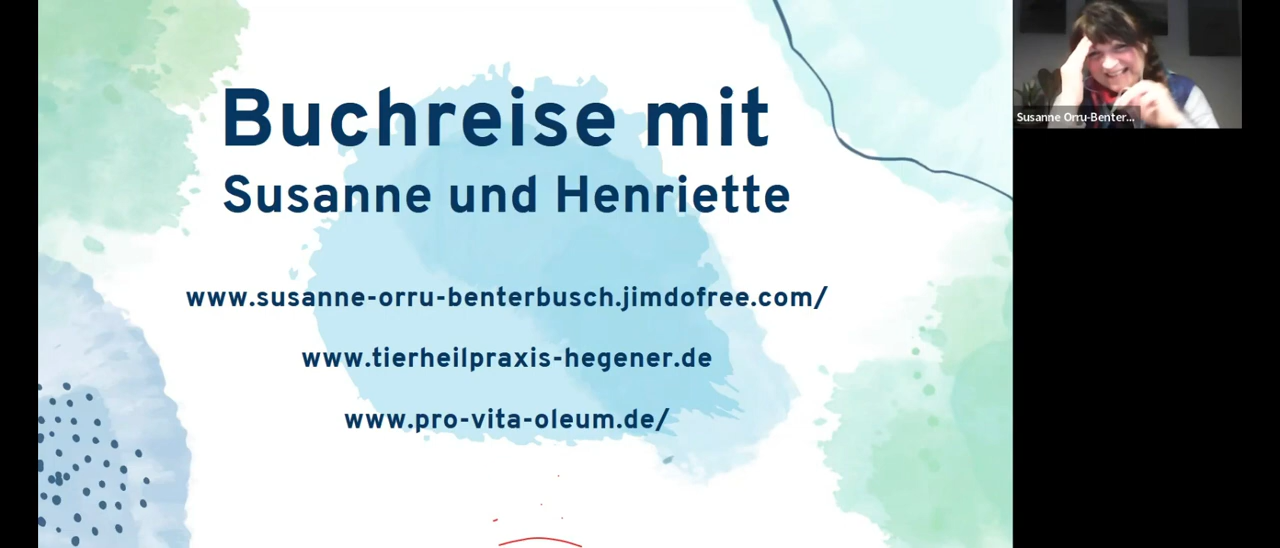 Buchreise mit
Susanne und Henriette
www.susanne-orru-benterbusch.jimdofree.com/
www.tierheilpraxis-hegener.de
www.pro-vita-oleum.de/
Susanne Orru-Benter...